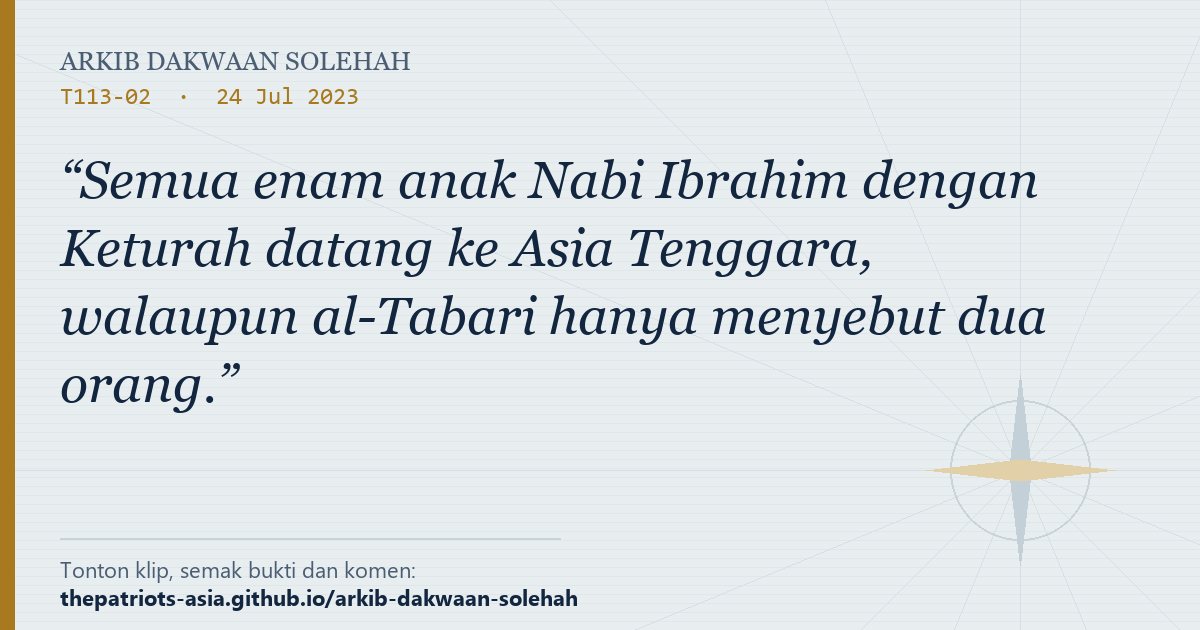 ARKIB DAKWAAN SOLEHAH
T113-02 · 24 Jul 2023
“Semua enam anak Nabi Ibrahim dengan
Keturah datang ke Asia Tenggara,
walaupun al-Tabari hanya menyebut dua
orang.”
Tonton klip, semak bukti dan komen:
thepatriots-asia.github.io/arkib-dakwaan-solehah